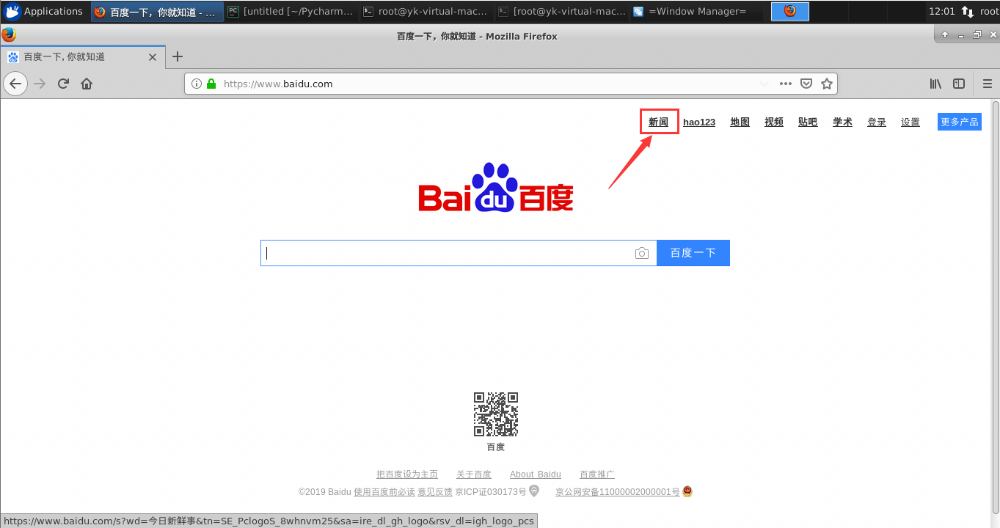 Applications 百度一下，你就知道 - ... [untitled [~/Pycharm... root@yk-virtual-mac... [root@yk-virtual-mac... =Window Manager= 12:01 root
百度一下，你就知道 - Mozilla Firefox
百度一下，你就知道
https://www.baidu.com
新闻 hao123 地图 视频 贴吧 学术 登录 设置 更多产品
Bai du 百度
百度一下
百度
把百度设为主页 关于百度 About Baidu 百度推广
©2019 Baidu 使用百度前必读 意见反馈 京ICP证030173号 京公网安备11000002000001号
https://www.baidu.com/s?wd=今日新鲜事&tn=SE_PclogoS_8whnvm25&sa=ire_dl_gh_logo&rsv_dl=igh_logo_pcs